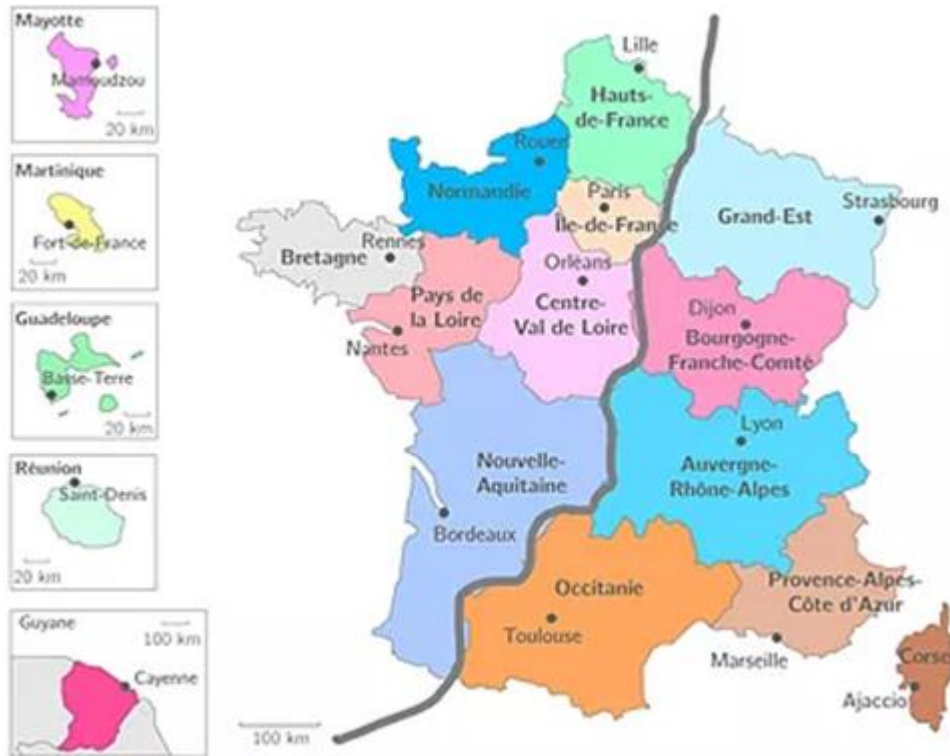 Mayotte
Mamoudzou
20 km
Martinique
Fort-de-France
20 km
Guadeloupe
Basse-Terre
20 km
Réunion
Saint-Denis
20 km
Guyane
100 km
Cayenne
Lille
Hauts-
de-France
Rouen
Normandie
Paris
Île-de-France
Grand-Est
Strasbourg
Rennes
Bretagne
Orléans
Pays de
la Loire
Centre-
Val de Loire
Nantes
Dijon
Bourgogne-
Franche-Comté
Lyon
Auvergne-
Rhône-Alpes
Nouvelle-
Aquitaine
Bordeaux
Occitanie
Toulouse
Provence-Alpes-
Côte d'Azur
Marseille
Corse
Ajaccio
100 km